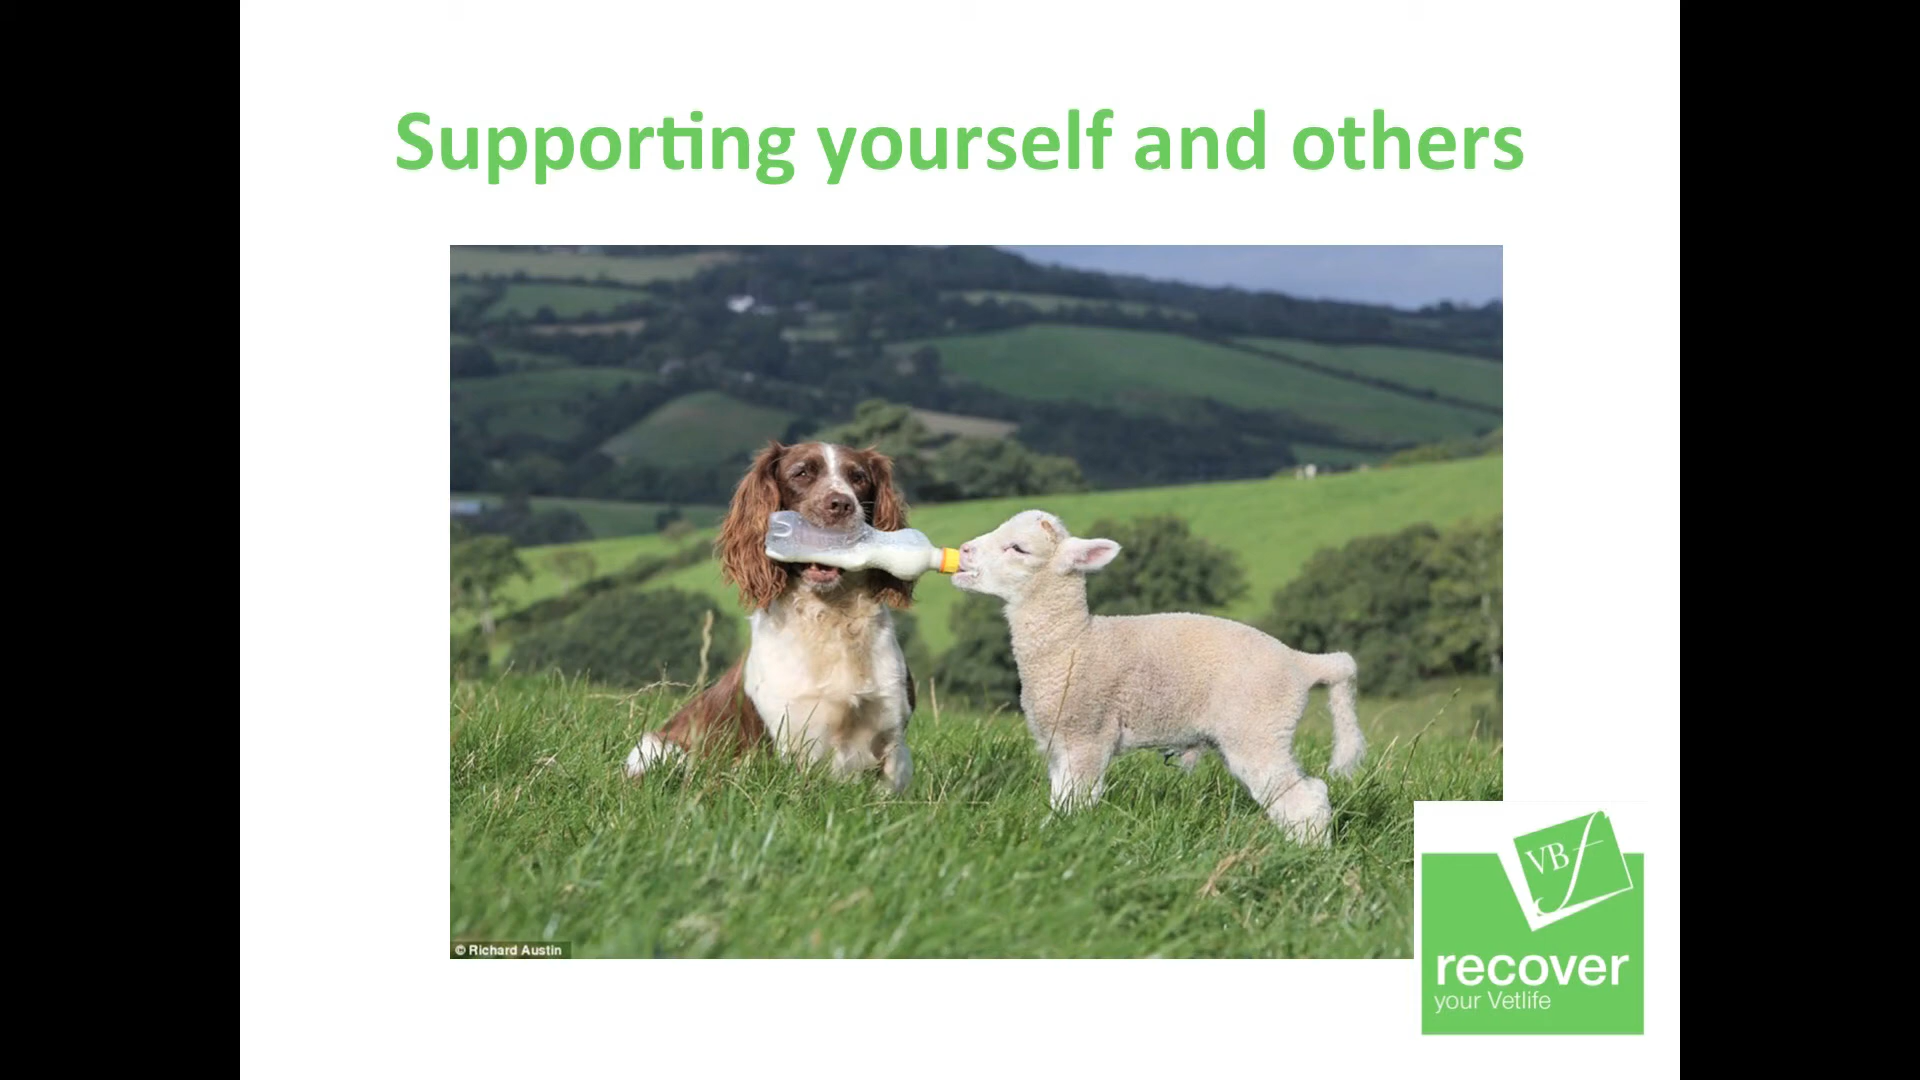 Supporting yourself and others
© Richard Austin
VBf
recover
your Vetlife